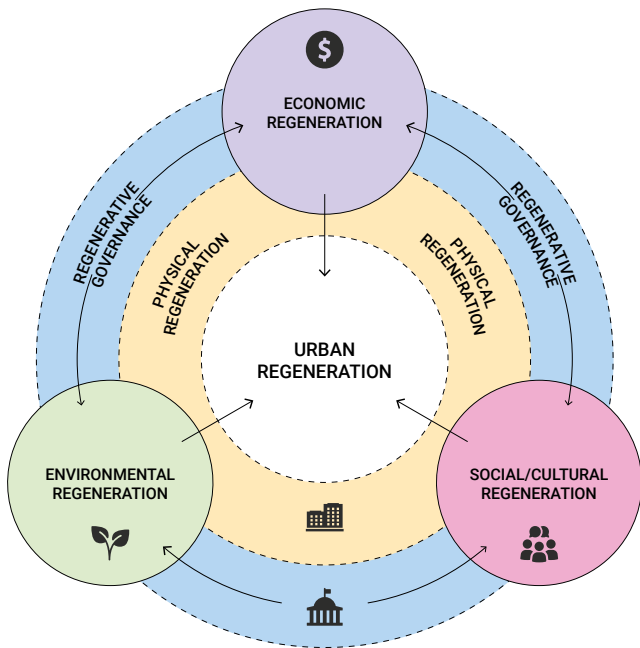 $
ECONOMIC
REGENERATION
REGENERATIVE
GOVERNANCE
REGENERATIVE
GOVERNANCE
PHYSICAL
REGENERATION
PHYSICAL
REGENERATION
URBAN
REGENERATION
ENVIRONMENTAL
REGENERATION
SOCIAL/CULTURAL
REGENERATION